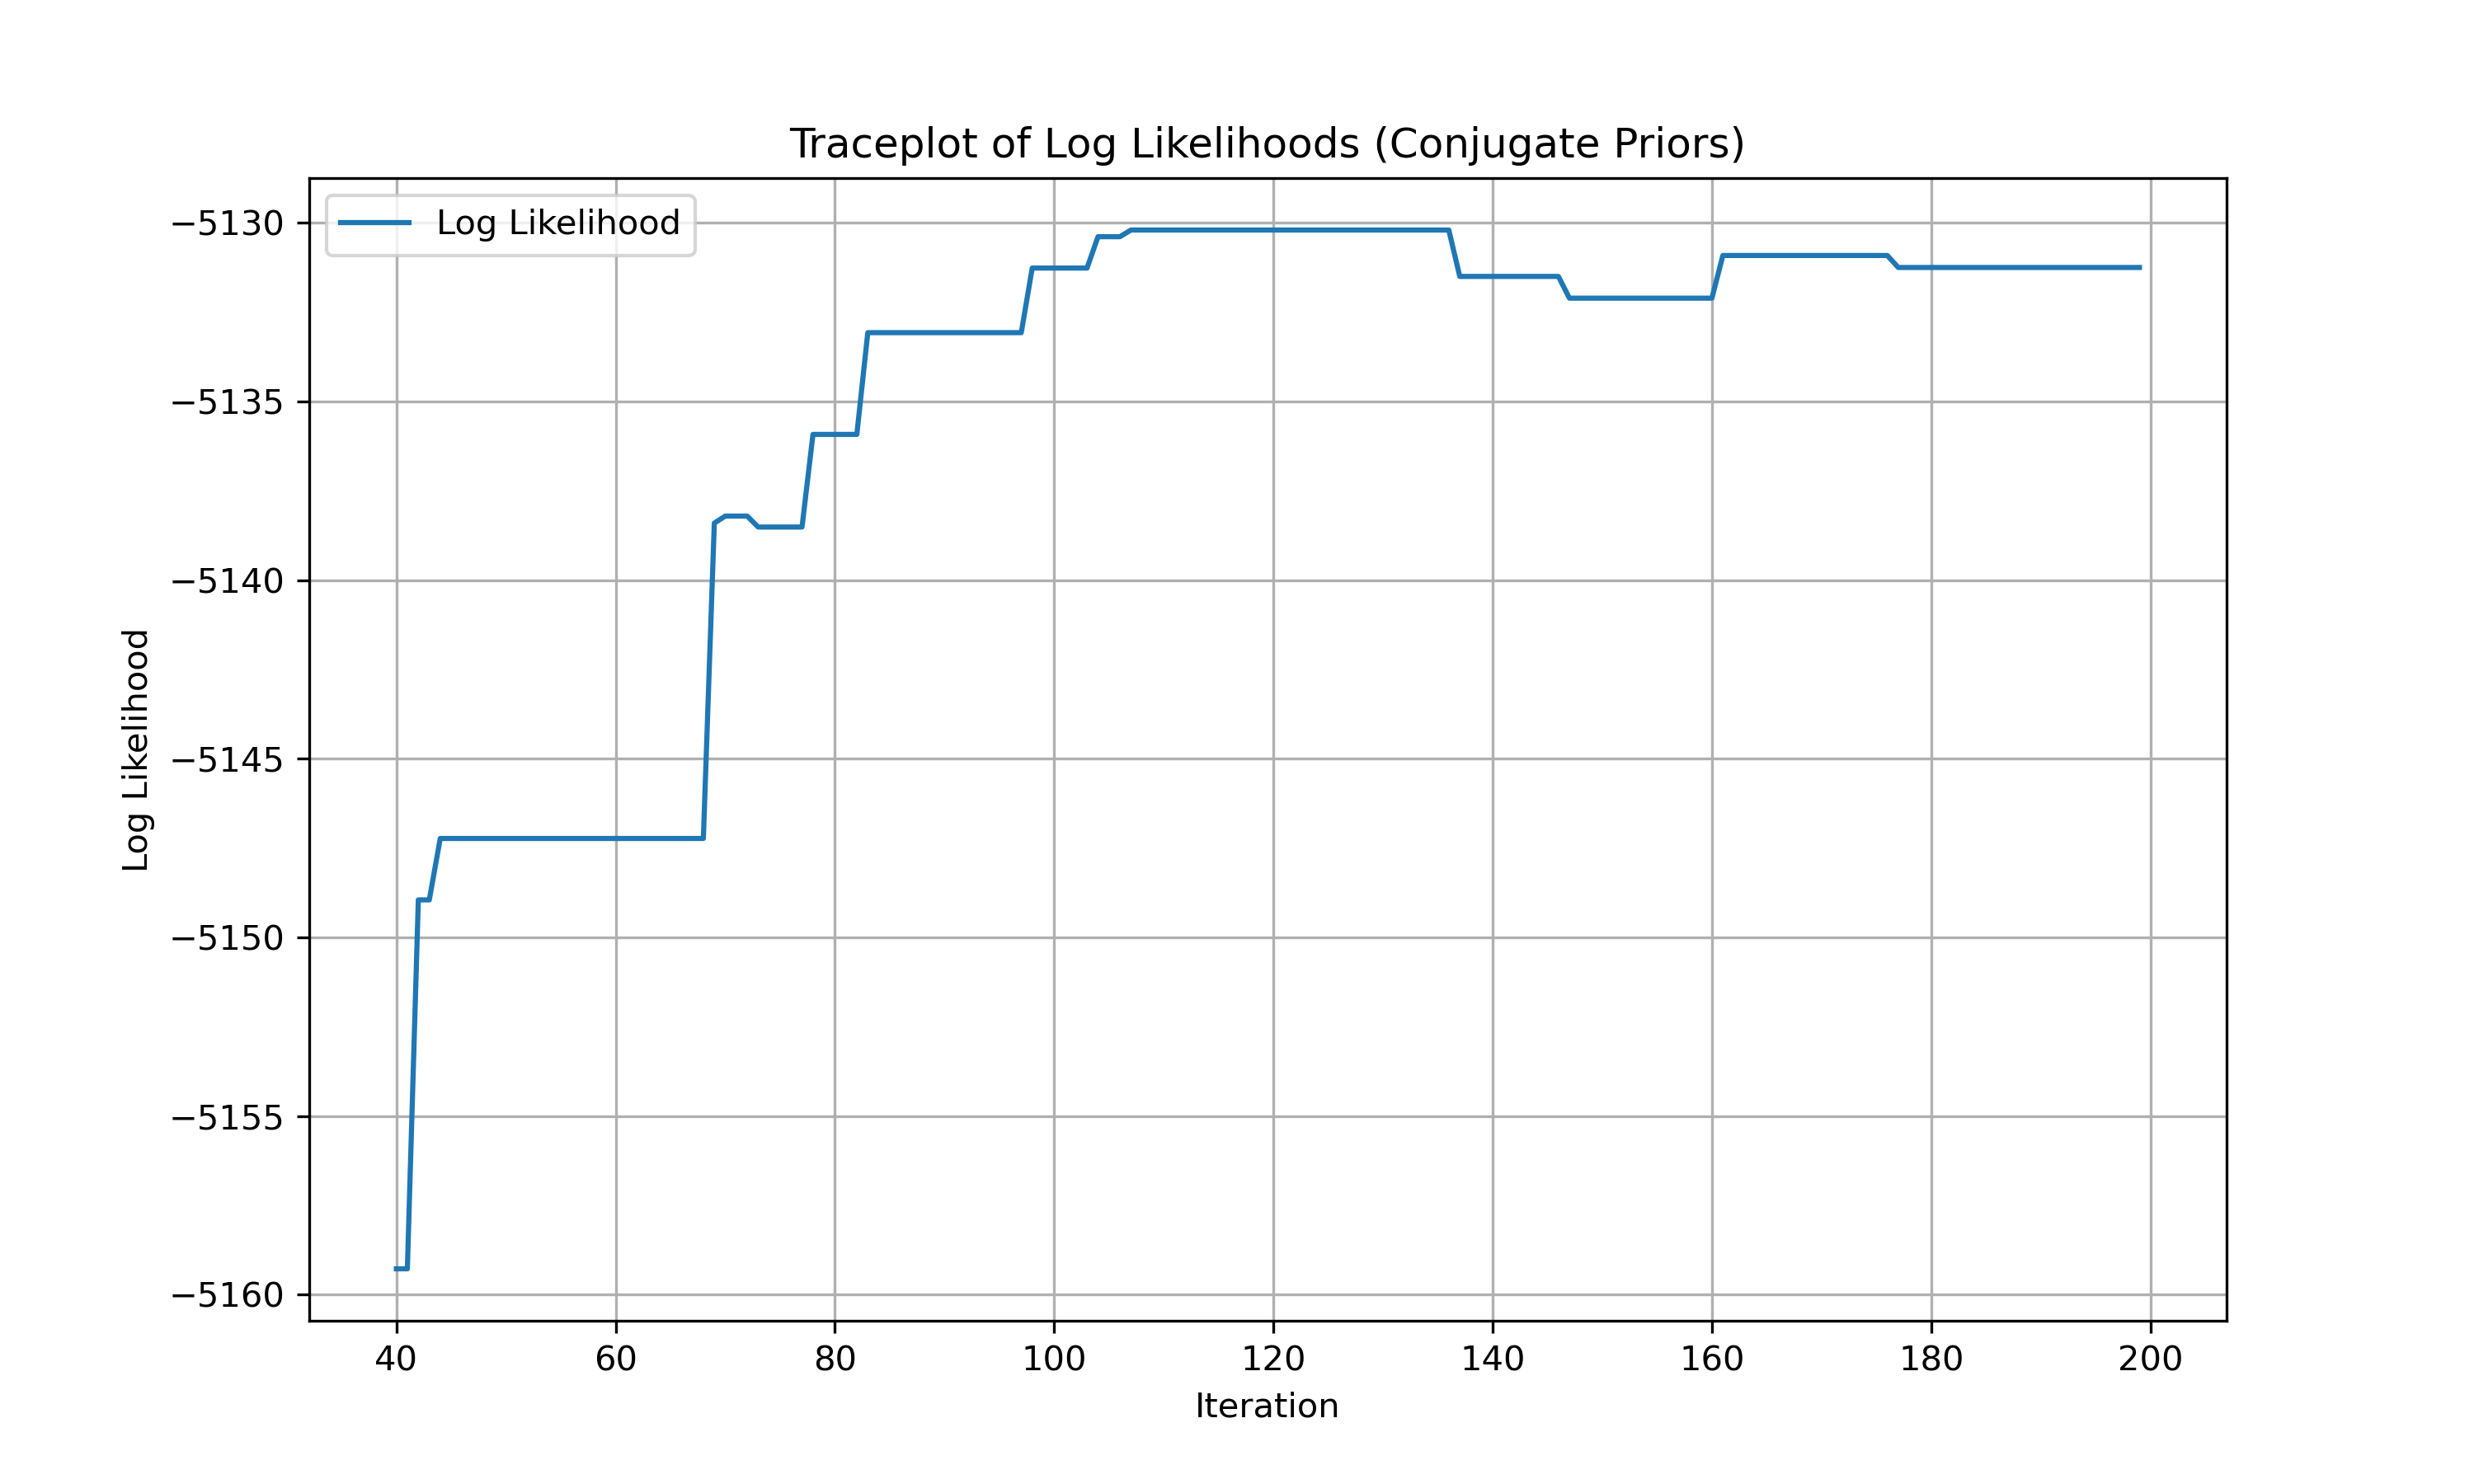 Traceplot of Log Likelihoods (Conjugate Priors)
Log Likelihood
−5130
−5135
−5140
−5145
−5150
−5155
−5160
Log Likelihood
40 60 80 100 120 140 160 180 200
Iteration